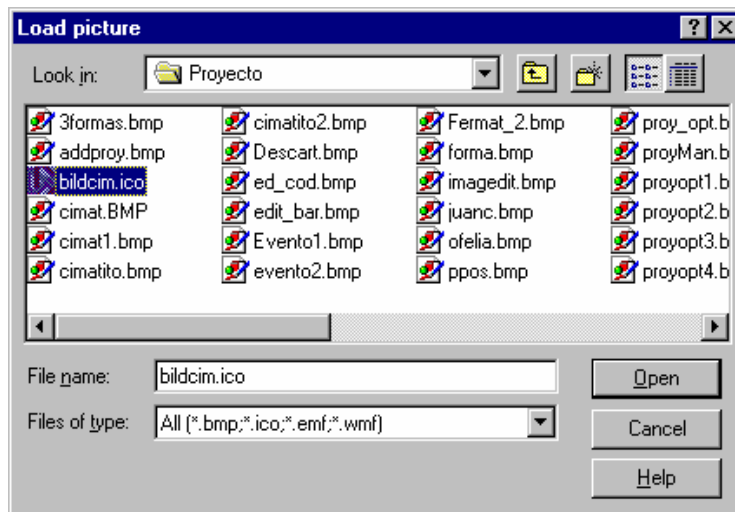 Load picture
Look in: Proyecto
3formas.bmp cimatito2.bmp Fermat_2.bmp proy_opt.b
addproy.bmp Descart.bmp forma.bmp proyMan.b
bildcim.ico ed_cod.bmp imagedit.bmp proyopt1.b
cimat.BMP edit_bar.bmp juanc.bmp proyopt2.b
cimat1.bmp Evento1.bmp ofelia.bmp proyopt3.b
cimatito.bmp evento2.bmp ppos.bmp proyopt4.b
File name: bildcim.ico Open
Files of type: All (*.bmp;*.ico;*.emf;*.wmf) Cancel
Help